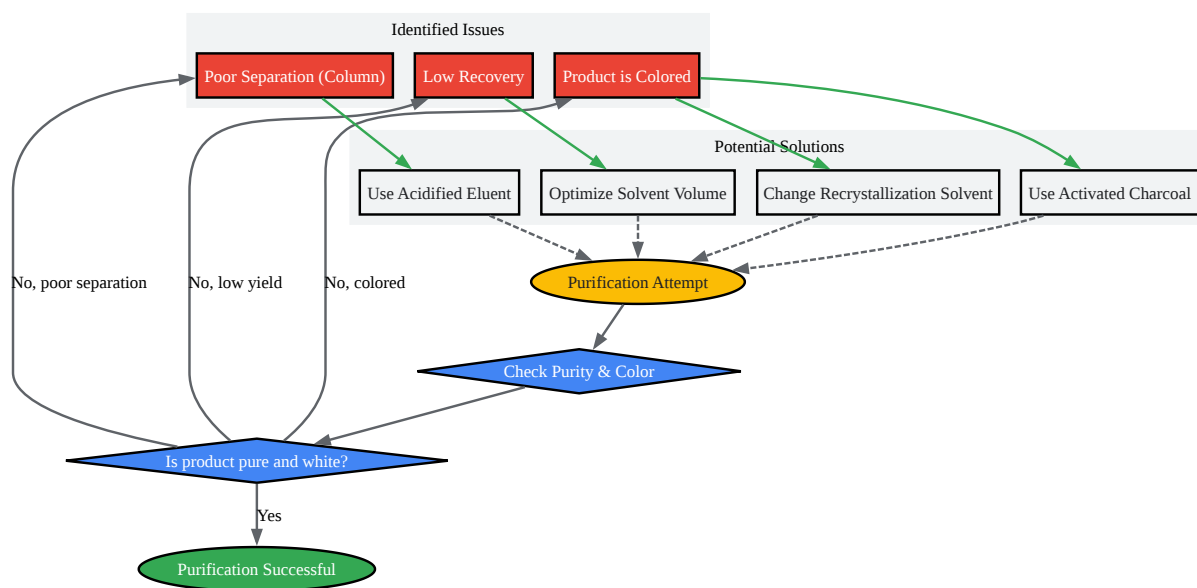 Identified Issues
Poor Separation (Column)
Low Recovery
Product is Colored
Potential Solutions
Use Acidified Eluent
Optimize Solvent Volume
Change Recrystallization Solvent
Use Activated Charcoal
No, poor separation
No, low yield
No, colored
Purification Attempt
Check Purity & Color
Is product pure and white?
Yes
Purification Successful